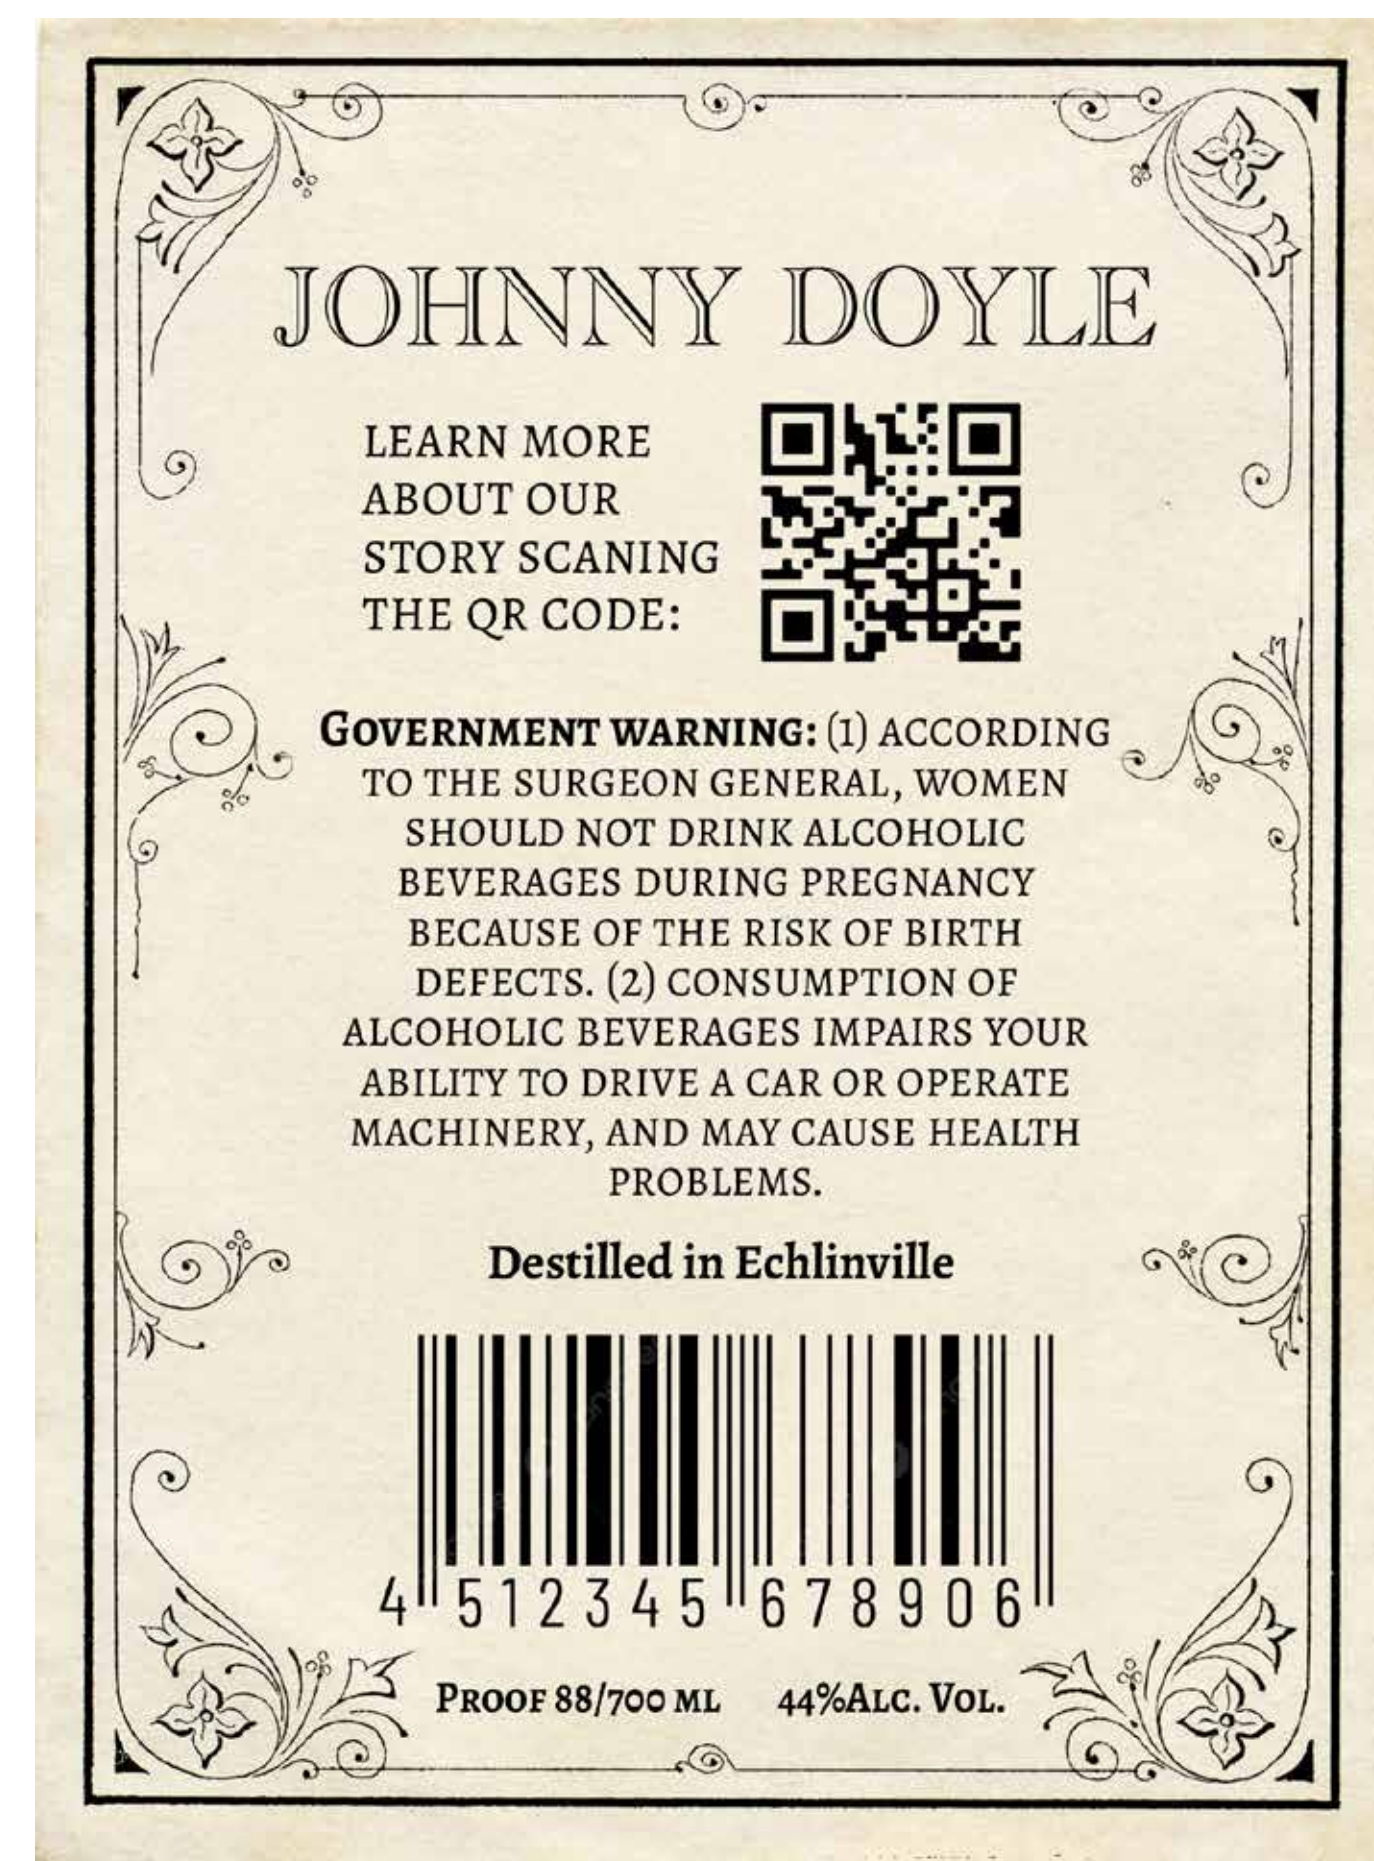 JOHNNY DOYLE
LEARN MORE
ABOUT OUR
STORY SCANING
THE QR CODE:
GOVERNMENT WARNING: (1) ACCORDING
TO THE SURGEON GENERAL, WOMEN
SHOULD NOT DRINK ALCOHOLIC
BEVERAGES DURING PREGNANCY
BECAUSE OF THE RISK OF BIRTH
DEFECTS. (2) CONSUMPTION OF
ALCOHOLIC BEVERAGES IMPAIRS YOUR
ABILITY TO DRIVE A CAR OR OPERATE
MACHINERY, AND MAY CAUSE HEALTH
PROBLEMS.
Destilled in Echlinville
4 512345 678906
PROOF 88/700 ML 44%ALC. VOL.